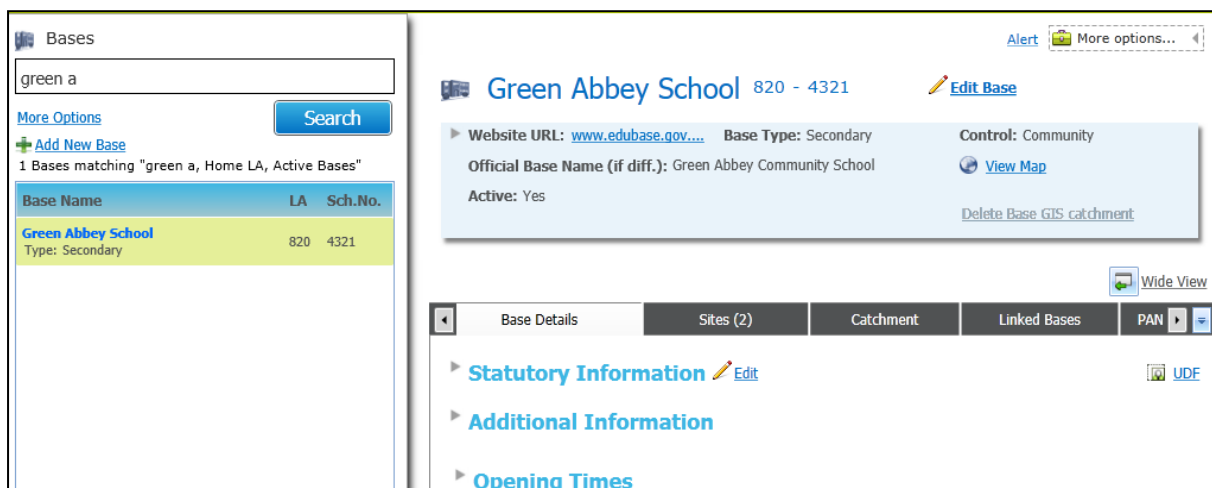 Bases
green a
More Options
Search
Add New Base
1 Bases matching "green a, Home LA, Active Bases"
Base Name LA Sch.No.
Green Abbey School 820 4321
Type: Secondary
Alert More options...
Green Abbey School 820 - 4321 Edit Base
Website URL: www.edubase.gov.... Base Type: Secondary Control: Community
Official Base Name (if diff.): Green Abbey Community School View Map
Active: Yes
Delete Base GIS catchment
Wide View
Base Details Sites (2) Catchment Linked Bases PAN
Statutory Information Edit UDF
Additional Information
Opening Times